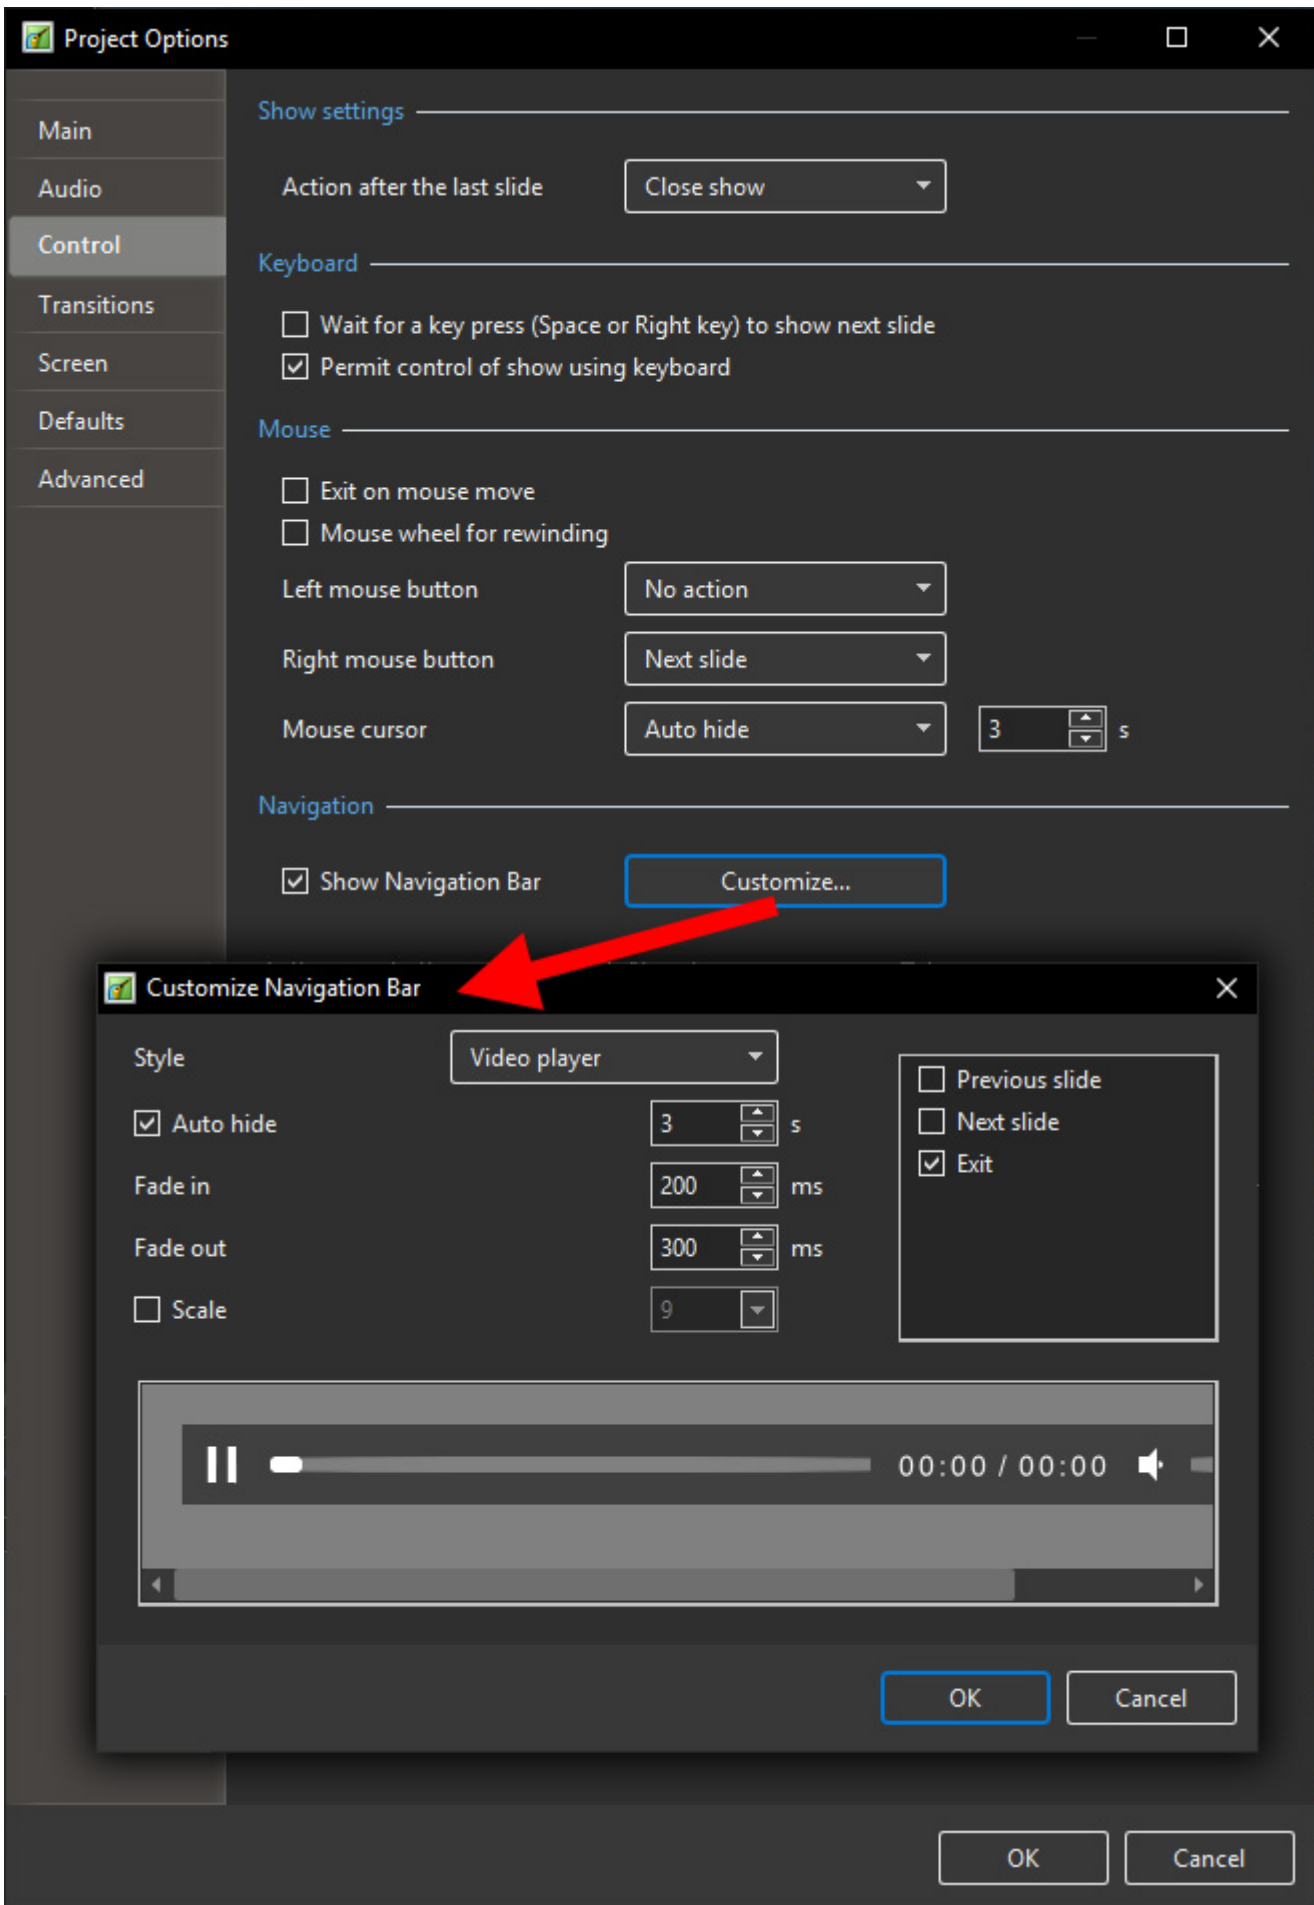 Project Options
Main
Audio
Control
Transitions
Screen
Defaults
Advanced
Show settings
Action after the last slide Close show
Keyboard
Wait for a key press (Space or Right key) to show next slide
Permit control of show using keyboard
Mouse
Exit on mouse move
Mouse wheel for rewinding
Left mouse button No action
Right mouse button Next slide
Mouse cursor Auto hide 3 s
Navigation
Show Navigation Bar Customize...
Customize Navigation Bar
Style Video player
Auto hide 3 s
Fade in 200 ms
Fade out 300 ms
Scale 9
Previous slide
Next slide
Exit
00:00 / 00:00
OK Cancel
OK Cancel